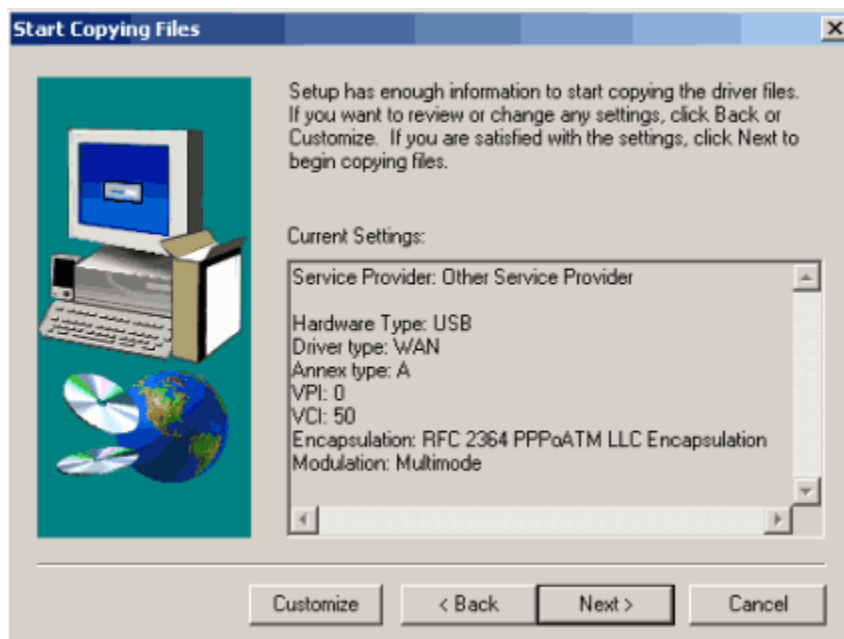 Start Copying Files
Setup has enough information to start copying the driver files.
If you want to review or change any settings, click Back or
Customize. If you are satisfied with the settings, click Next to
begin copying files.
Current Settings:
Service Provider: Other Service Provider
Hardware Type: USB
Driver type: WAN
Annex type: A
VPI: 0
VCI: 50
Encapsulation: RFC 2364 PPPoATM LLC Encapsulation
Modulation: Multimode
Customize
< Back
Next >
Cancel